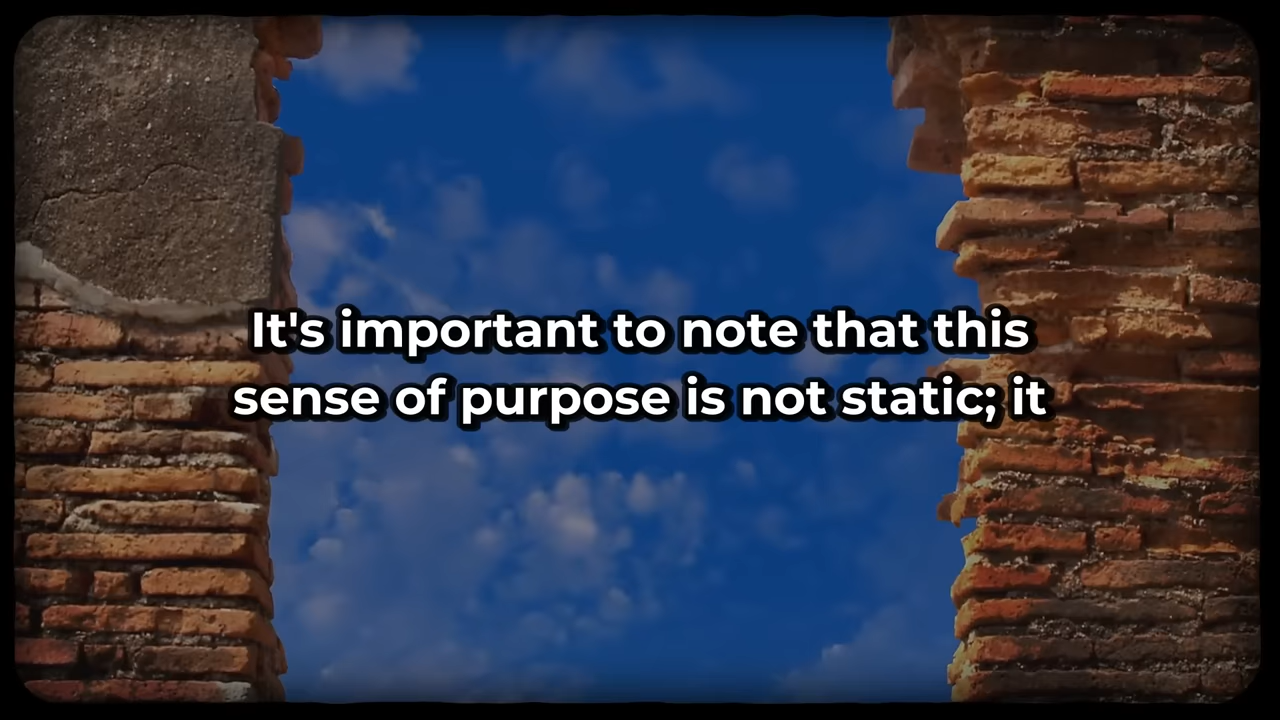 It's important to note that this
sense of purpose is not static; it